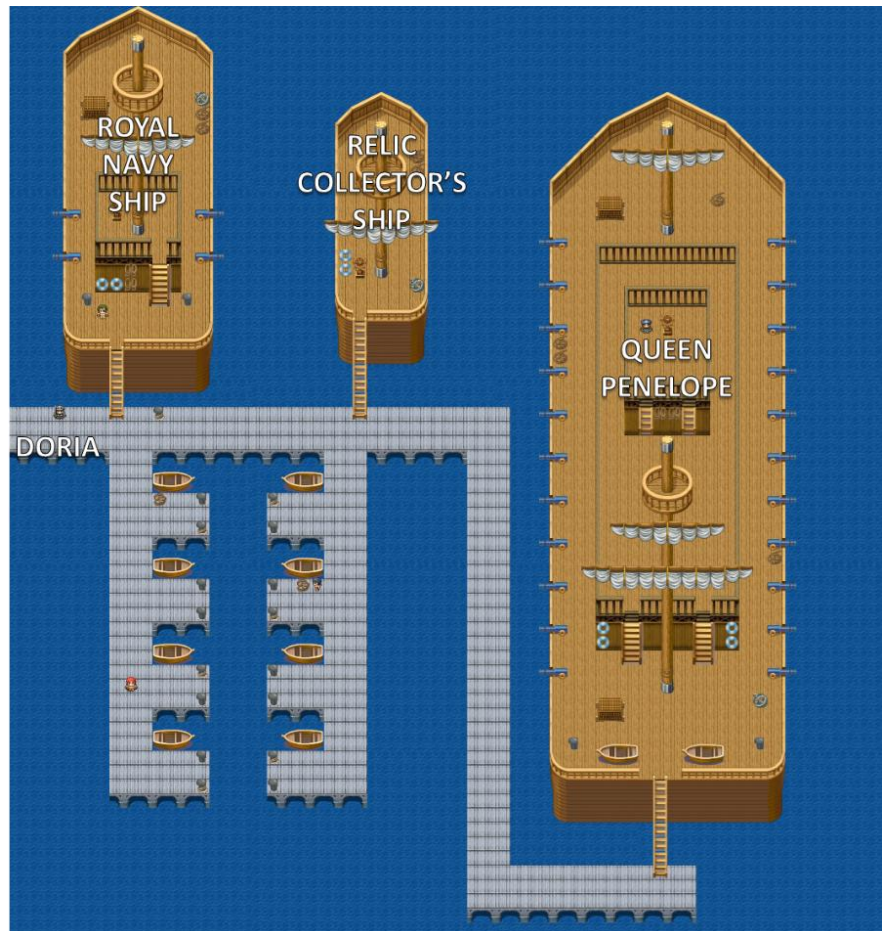 ROYAL
NAVY
SHIP
RELIC
COLLECTOR'S
SHIP
QUEEN
PENELOPE
DORIA